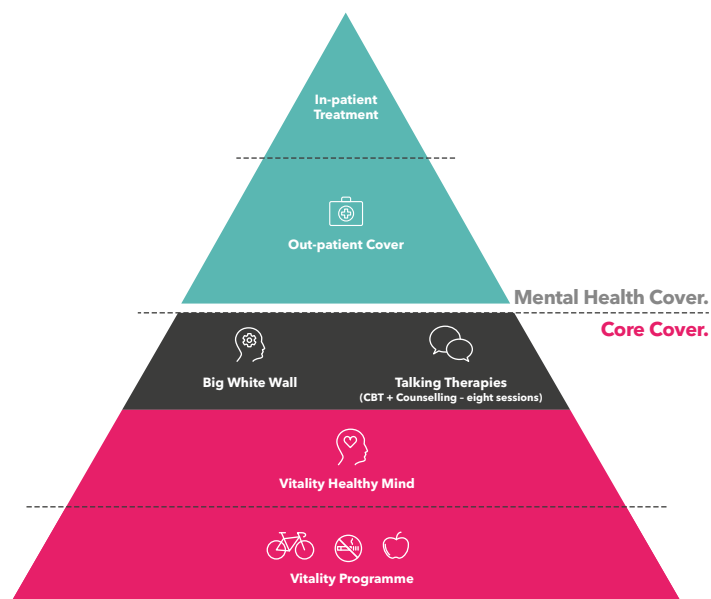 In-patient
Treatment
Out-patient Cover
Mental Health Cover.
Core Cover.
Big White Wall
Talking Therapies
(CBT + Counselling – eight sessions)
Vitality Healthy Mind
Vitality Programme